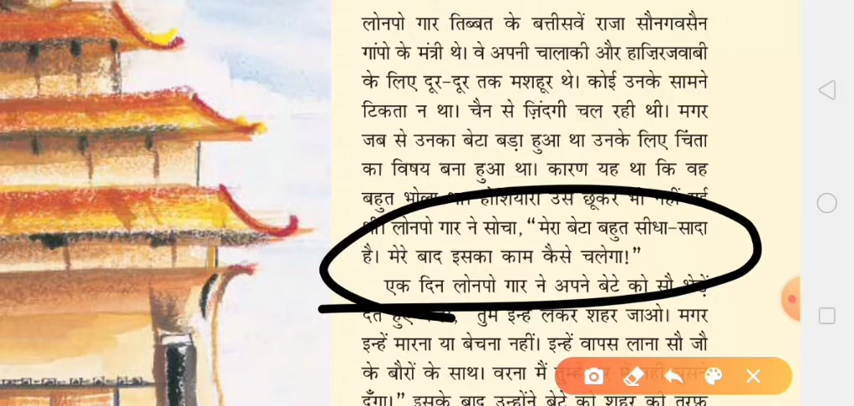 लोनपो गार तिब्बत के बत्तीसवें राजा सौनगवसैन
गांपो के मंत्री थे। वे अपनी चालाकी और हाज़िरजवाबी
के लिए दूर-दूर तक मशहूर थे। कोई उनके सामने
टिकता न था। चैन से ज़िंदगी चल रही थी। मगर
जब से उनका बेटा बड़ा हुआ था उनके लिए चिंता
का विषय बना हुआ था। कारण यह था कि वह
बहुत भोला था। होशियारी उसे छूकर भी नहीं गई
थी। लोनपो गार ने सोचा, “मेरा बेटा बहुत सीधा-सादा
है। मेरे बाद इसका काम कैसे चलेगा!”
एक दिन लोनपो गार ने अपने बेटे को सौ भेड़ें
देते हुए “तुम इन्हें लेकर शहर जाओ। मगर
इन्हें मारना या बेचना नहीं। इन्हें वापस लाना सौ जौ
के बोरों के साथ। वरना मैं
दूँगा।” इसके बाद उन्होंने बेटे को शहर की तरफ़